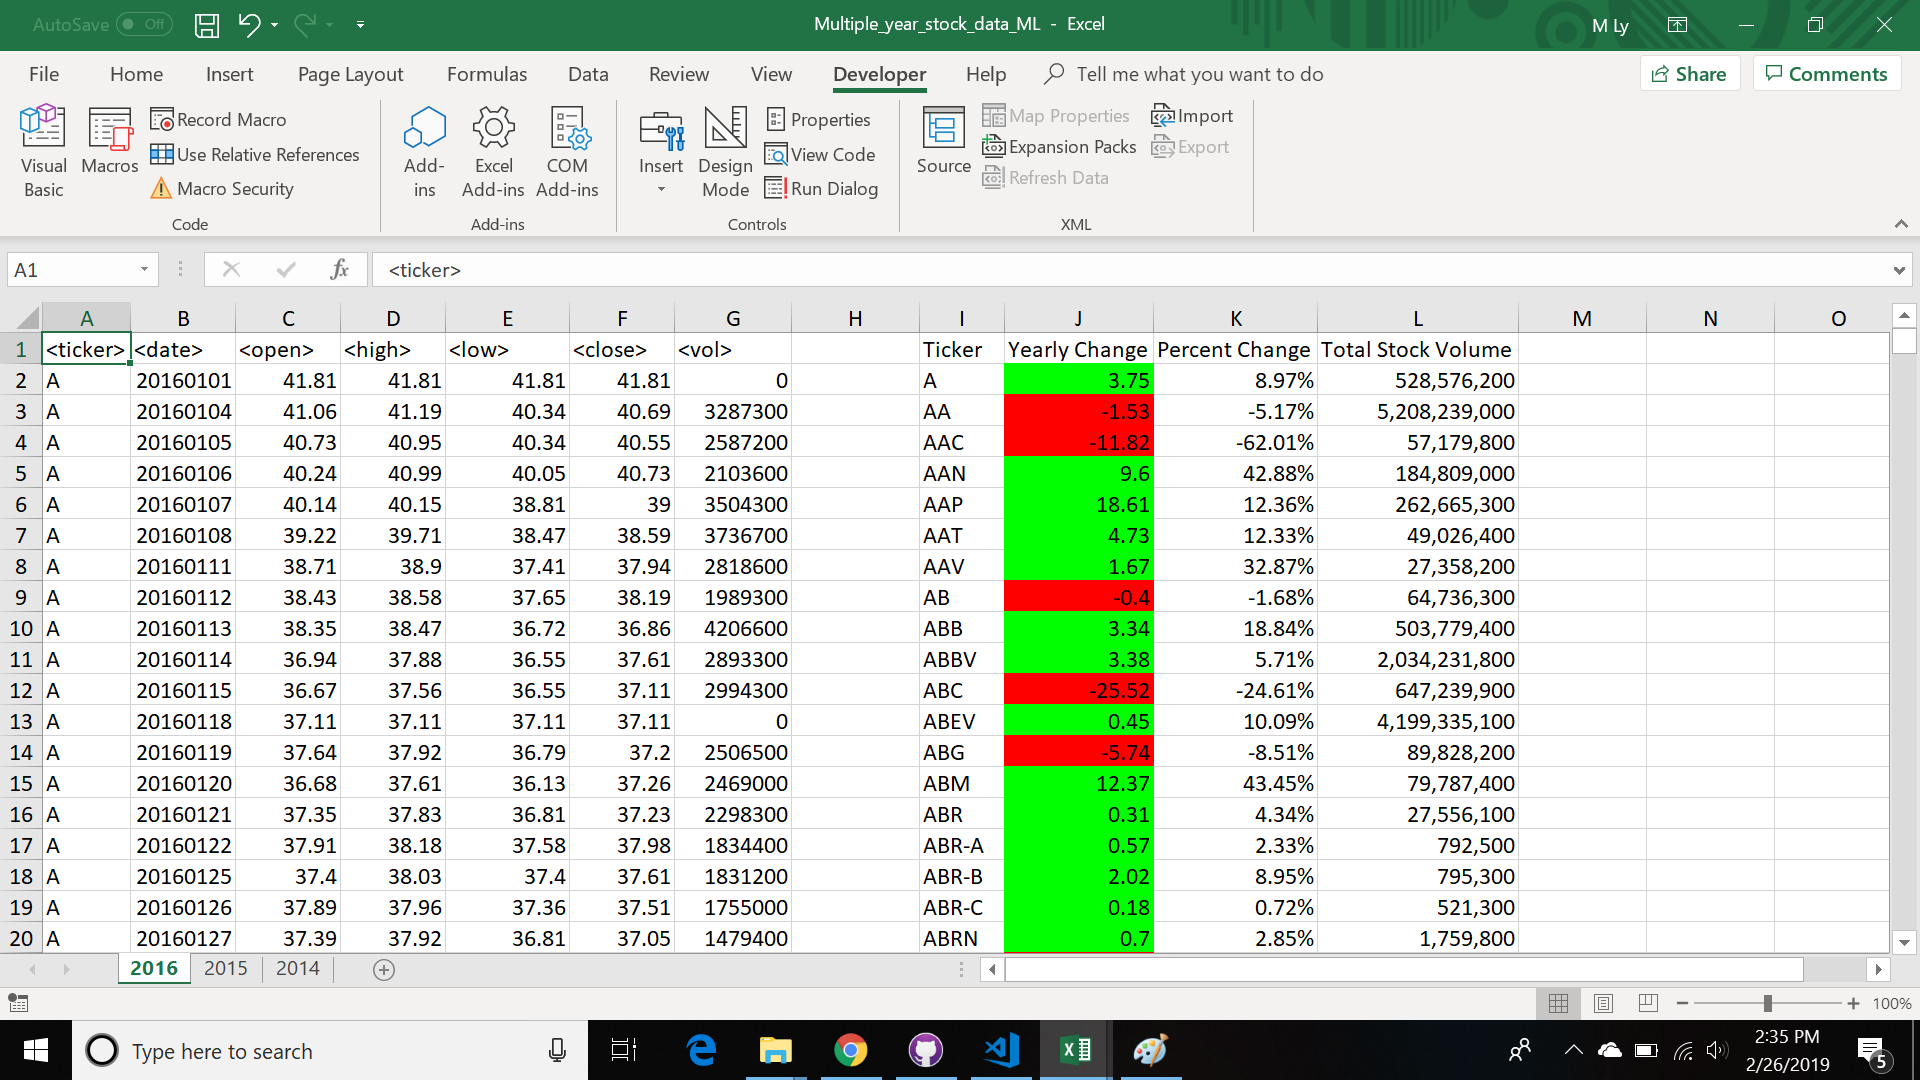 AutoSave Off
Multiple_year_stock_data_ML - Excel
M Ly
File Home Insert Page Layout Formulas Data Review View Developer Help Tell me what you want to do Share Comments
Visual Basic
Macros
Record Macro
Use Relative References
Macro Security
Code
Add-ins
Excel Add-ins
COM Add-ins
Add-ins
Insert
Design Mode
Properties
View Code
Run Dialog
Controls
Source
Map Properties
Expansion Packs
Refresh Data
Import
Export
XML
A1 fx <ticker>
A B C D E F G H I J K L M N O
1 <ticker> <date> <open> <high> <low> <close> <vol> Ticker Yearly Change Percent Change Total Stock Volume
2 A 20160101 41.81 41.81 41.81 41.81 0 A 3.75 8.97% 528,576,200
3 A 20160104 41.06 41.19 40.34 40.69 3287300 AA -1.53 -5.17% 5,208,239,000
4 A 20160105 40.73 40.95 40.34 40.55 2587200 AAC -11.82 -62.01% 57,179,800
5 A 20160106 40.24 40.99 40.05 40.73 2103600 AAN 9.6 42.88% 184,809,000
6 A 20160107 40.14 40.15 38.81 39 3504300 AAP 18.61 12.36% 262,665,300
7 A 20160108 39.22 39.71 38.47 38.59 3736700 AAT 4.73 12.33% 49,026,400
8 A 20160111 38.71 38.9 37.41 37.94 2818600 AAV 1.67 32.87% 27,358,200
9 A 20160112 38.43 38.58 37.65 38.19 1989300 AB -0.4 -1.68% 64,736,300
10 A 20160113 38.35 38.47 36.72 36.86 4206600 ABB 3.34 18.84% 503,779,400
11 A 20160114 36.94 37.88 36.55 37.61 2893300 ABBV 3.38 5.71% 2,034,231,800
12 A 20160115 36.67 37.56 36.55 37.11 2994300 ABC -25.52 -24.61% 647,239,900
13 A 20160118 37.11 37.11 37.11 37.11 0 ABEV 0.45 10.09% 4,199,335,100
14 A 20160119 37.64 37.92 36.79 37.2 2506500 ABG -5.74 -8.51% 89,828,200
15 A 20160120 36.68 37.61 36.13 37.26 2469000 ABM 12.37 43.45% 79,787,400
16 A 20160121 37.35 37.83 36.81 37.23 2298300 ABR 0.31 4.34% 27,556,100
17 A 20160122 37.91 38.18 37.58 37.98 1834400 ABR-A 0.57 2.33% 792,500
18 A 20160125 37.4 38.03 37.4 37.61 1831200 ABR-B 2.02 8.95% 795,300
19 A 20160126 37.89 37.96 37.36 37.51 1755000 ABR-C 0.18 0.72% 521,300
20 A 20160127 37.39 37.92 36.81 37.05 1479400 ABRN 0.7 2.85% 1,759,800
2016 2015 2014
100%
Type here to search
2:35 PM
2/26/2019
5